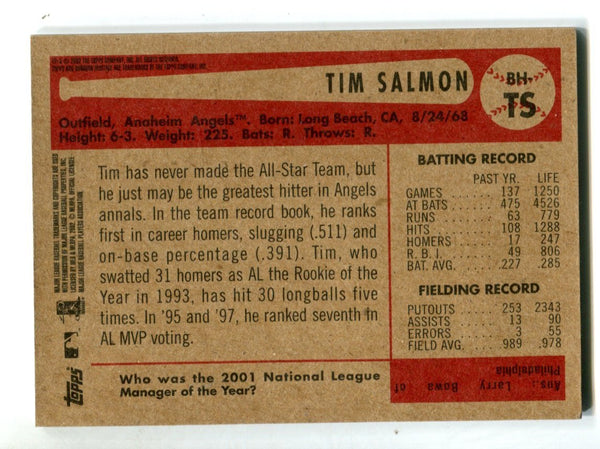 TIM SALMON
BH-
TS
Outfield, Anaheim Angels™. Born: Long Beach, CA, 8/24/68
Height: 6-3. Weight: 225. Bats: R. Throws: R.
Tim has never made the All-Star Team, but
he just may be the greatest hitter in Angels
annals. In the team record book, he ranks
first in career homers, slugging (.511) and
on-base percentage (.391). Tim, who
swatted 31 homers as AL the Rookie of the
Year in 1993, has hit 30 longballs five
times. In '95 and '97, he ranked seventh in
AL MVP voting.
BATTING RECORD
PAST YR. LIFE
GAMES 137 1250
AT BATS 475 4526
RUNS 63 779
HITS 108 1288
HOMERS 17 247
R. B. I. 49 806
BAT. AVG. .227 .285
FIELDING RECORD
PUTOUTS 253 2343
ASSISTS 13 90
ERRORS 3 55
FIELD AVG. .989 .978
Who was the 2001 National League
Manager of the Year?
Ans.: Larry Bowa of
Philadelphia
topps